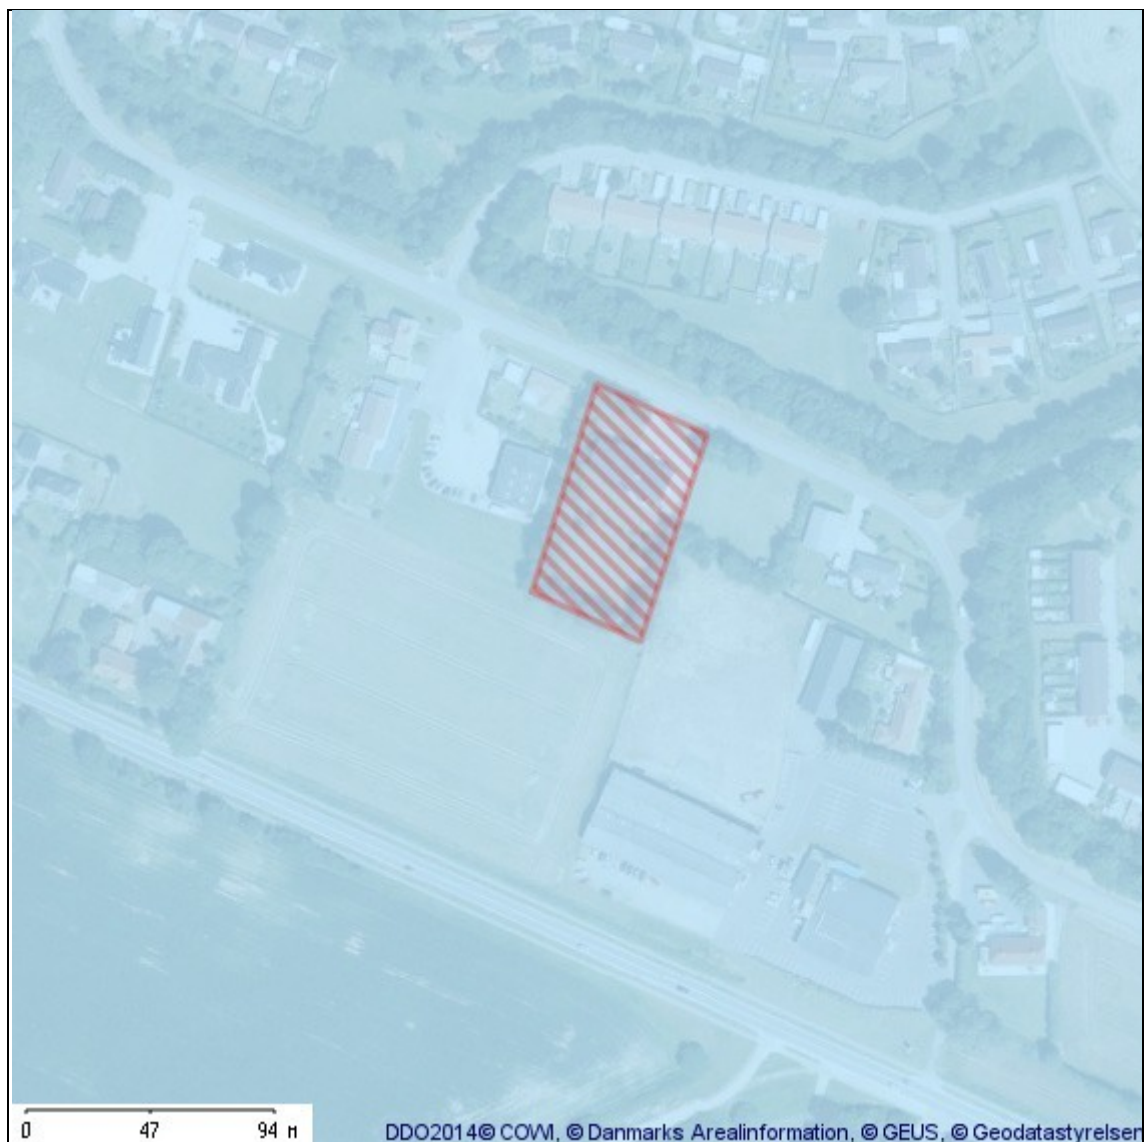 0 47 94 m
DDO2014© COWI, © Danmarks Arealinformation, © GEUS, © Geodatastyrelsen